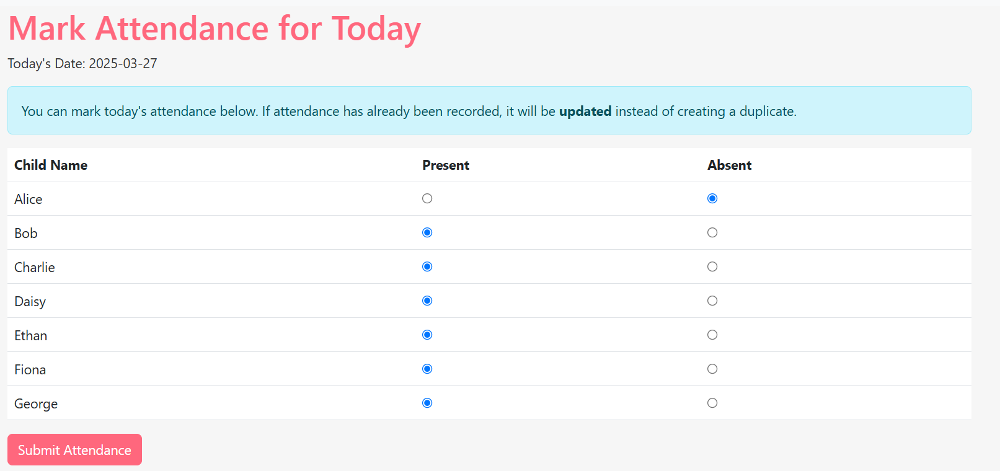 Mark Attendance for Today
Today's Date: 2025-03-27
You can mark today's attendance below. If attendance has already been recorded, it will be updated instead of creating a duplicate.
Child Name Present Absent
Alice
Bob
Charlie
Daisy
Ethan
Fiona
George
Submit Attendance